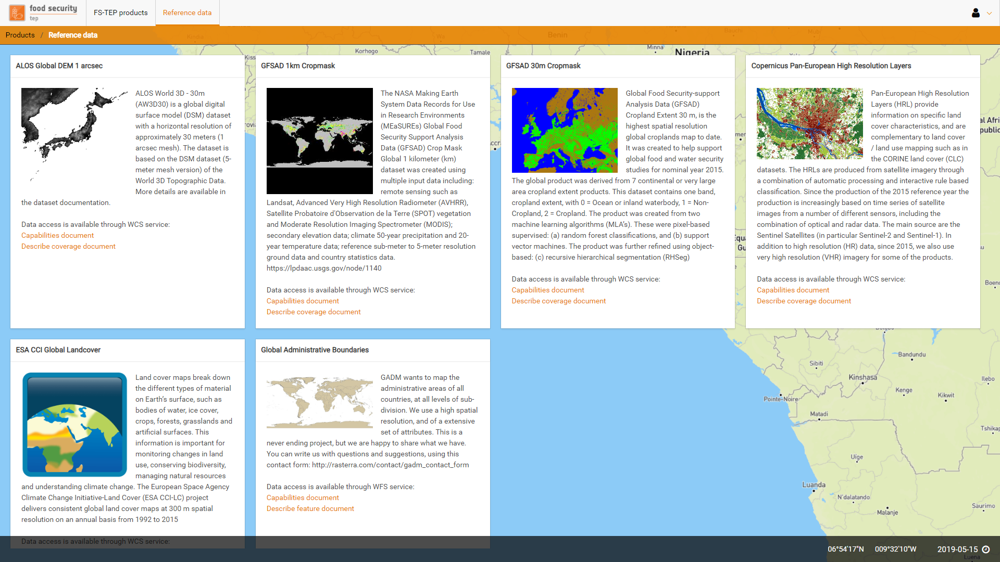 food security
tep
FS-TEP products
Reference data
Products / Reference data
Benin
Korhogo
Tamale
Minna
Nigeria
ALOS Global DEM 1 arcsec
ALOS World 3D - 30m
(AW3D30) is a global digital
surface model (DSM) dataset
with a horizontal resolution of
approximately 30 meters (1
arcsec mesh). The dataset is
based on the DSM dataset (5-
meter mesh version) of the
World 3D Topographic Data.
More details are available in
the dataset documentation.
Data access is available through WCS service:
Capabilities document
Describe coverage document
GFSAD 1km Cropmask
The NASA Making Earth
System Data Records for Use
in Research Environments
(MEaSUREs) Global Food
Security Support Analysis
Data (GFSAD) Crop Mask
Global 1 kilometer (km)
dataset was created using
multiple input data including:
remote sensing such as
Landsat, Advanced Very High Resolution Radiometer (AVHRR),
Satellite Probatoire d'Observation de la Terre (SPOT) vegetation
and Moderate Resolution Imaging Spectrometer (MODIS);
secondary elevation data; climate 50-year precipitation and 20-
year temperature data; reference sub-meter to 5-meter resolution
ground data and country statistics data.
https://lpdaac.usgs.gov/node/1140
Data access is available through WCS service:
Capabilities document
Describe coverage document
GFSAD 30m Cropmask
Global Food Security-support
Analysis Data (GFSAD)
Cropland Extent 30 m, is the
highest spatial resolution
global croplands map to date.
It was created to help support
global food and water security
studies for nominal year 2015.
The global product was derived from 7 continental or very large
area cropland extent products. This dataset contains one band,
cropland extent, with 0 = Ocean or inland waterbody, 1 = Non-
Cropland, 2 = Cropland. The product was created from two
machine learning algorithms (MLA's). These were pixel-based
supervised: (a) random forest classifications, and (b) support
vector machines. The product was further refined using object-
based: (c) recursive hierarchical segmentation (RHSeg)
Data access is available through WCS service:
Capabilities document
Describe coverage document
Copernicus Pan-European High Resolution Layers
Pan-European High Resolution
Layers (HRL) provide
information on specific land
cover characteristics, and are
complementary to land cover
/ land use mapping such as in
the CORINE land cover (CLC)
datasets. The HRLs are produced from satellite imagery through
a combination of automatic processing and interactive rule based
classification. Since the production of the 2015 reference year the
production is increasingly based on time series of satellite
images from a number of different sensors, including the
combination of optical and radar data. The main source are the
Sentinel Satellites (in particular Sentinel-2 and Sentinel-1). In
addition to high resolution (HR) data, since 2015, we also use
very high resolution (VHR) imagery for some of the products.
Data access is available through WCS service:
Capabilities document
Describe coverage document
ESA CCI Global Landcover
Land cover maps break down
the different types of material
on Earth's surface, such as
bodies of water, ice cover,
crops, forests, grasslands and
artificial surfaces. This
information is important for
monitoring changes in land
use, conserving biodiversity,
managing natural resources
and understanding climate change. The European Space Agency
Climate Change Initiative-Land Cover (ESA CCI-LC) project
delivers consistent global land cover maps at 300 m spatial
resolution on an annual basis from 1992 to 2015
Data access is available through WCS service:
Global Administrative Boundaries
GADM wants to map the
administrative areas of all
countries, at all levels of sub-
division. We use a high spatial
resolution, and of a extensive
set of attributes. This is a
never ending project, but we are happy to share what we have.
You can write us with questions and suggestions, using this
contact form: http://rasterra.com/contact/gadm_contact_form
Data access is available through WFS service:
Capabilities document
Describe feature document
Bandundu
Sibiti
Kinshasa
Ilebo
Kenge
Kikwit
Pointe-Noire
Matadi
Tshikap
Uíge
Luanda
N'dalatando
Saurimo
Malanje
06°54'17"N 009°32'10"W 2019-05-15
Luena